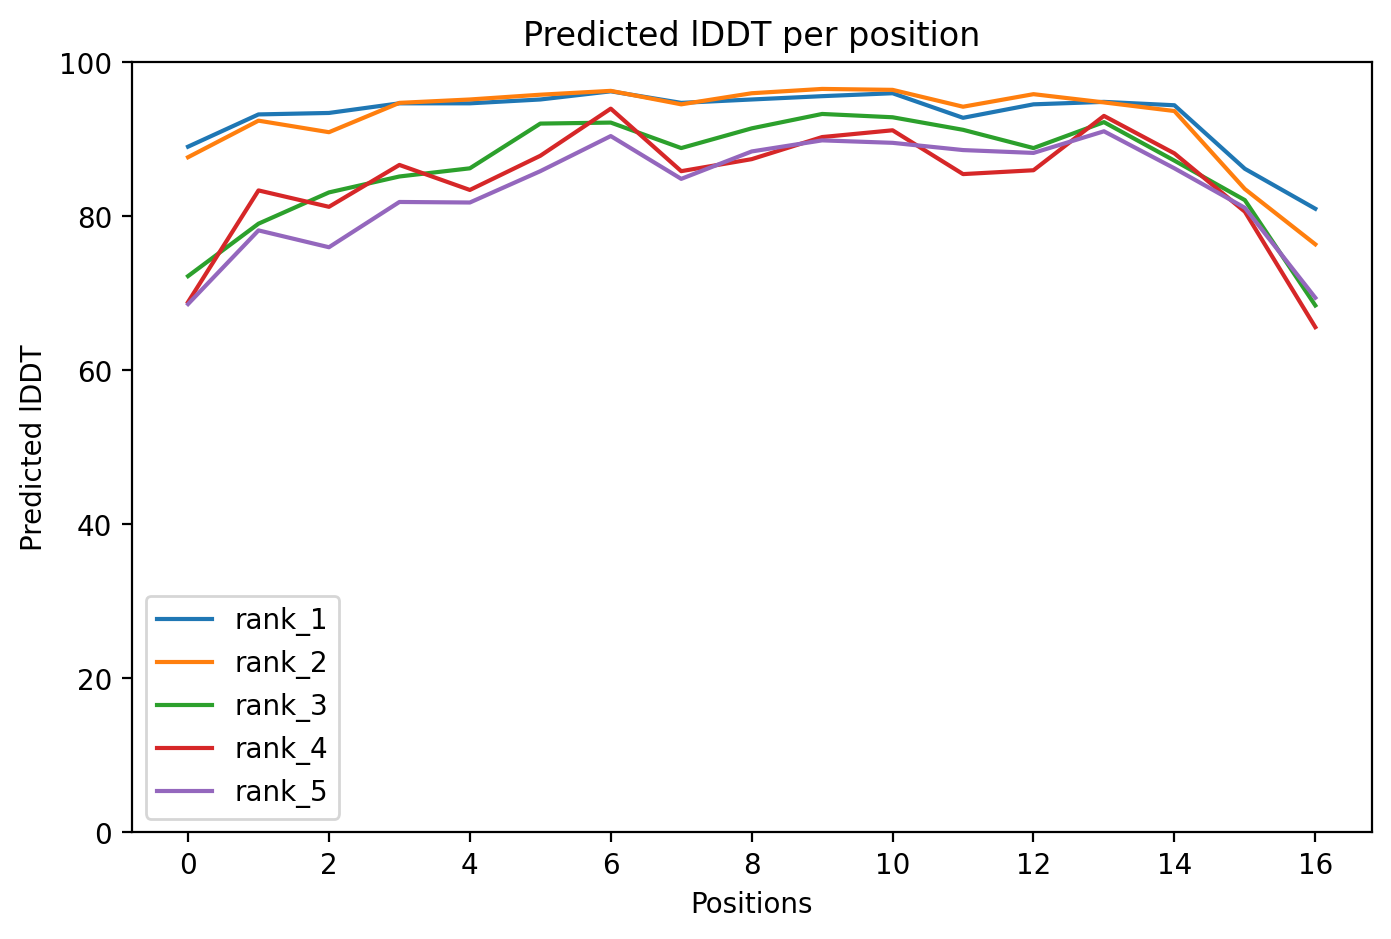 Predicted lDDT per position
100
80
60
40
20
0
Predicted lDDT
rank_1
rank_2
rank_3
rank_4
rank_5
0 2 4 6 8 10 12 14 16
Positions